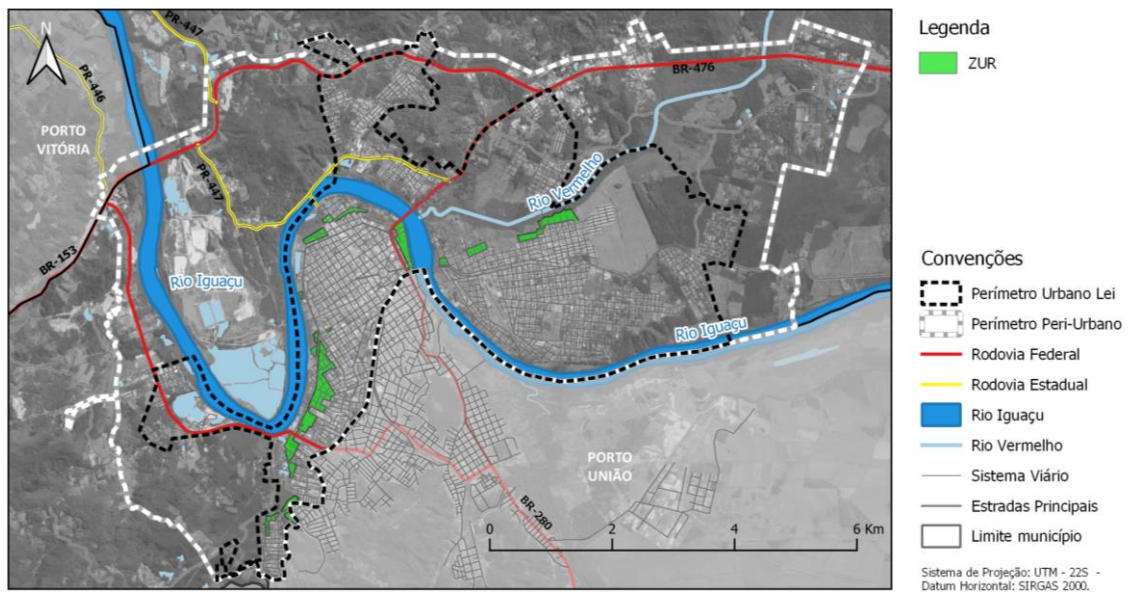 N
PR-447
PR-446
PORTO
VITÓRIA
PR-447
BR-476
Rio Vermelho
BR-153
Rio Iguaçu
Rio Iguaçu
PORTO
UNIÃO
BR-280
0 2 4 6 Km
Legenda
ZUR
Convenções
Perímetro Urbano Lei
Perímetro Peri-Urbano
Rodovia Federal
Rodovia Estadual
Rio Iguaçu
Rio Vermelho
Sistema Viário
Estradas Principais
Limite município
Sistema de Projeção: UTM - 22S -
Datum Horizontal: SIRGAS 2000.